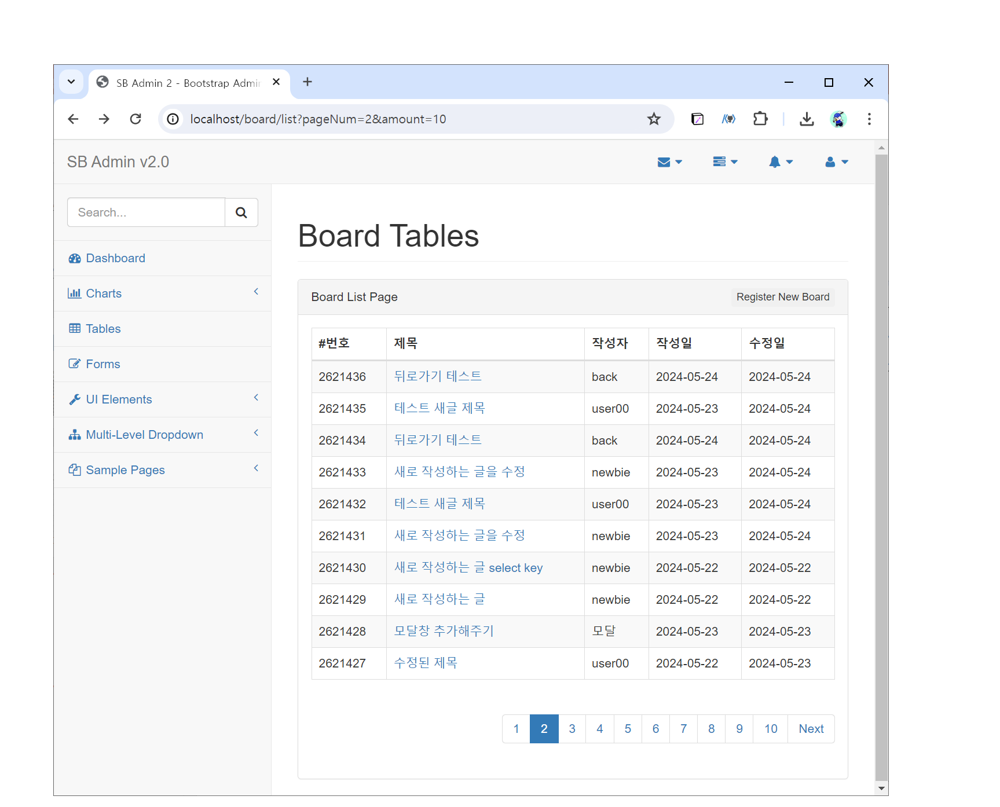 SB Admin 2 - Bootstrap Admin
localhost/board/list?pageNum=2&amount=10
SB Admin v2.0
Search...
Dashboard
Charts
Tables
Forms
UI Elements
Multi-Level Dropdown
Sample Pages
Board Tables
Board List Page Register New Board
#번호 제목 작성자 작성일 수정일
2621436 뒤로가기 테스트 back 2024-05-24 2024-05-24
2621435 테스트 새글 제목 user00 2024-05-23 2024-05-24
2621434 뒤로가기 테스트 back 2024-05-24 2024-05-24
2621433 새로 작성하는 글을 수정 newbie 2024-05-23 2024-05-24
2621432 테스트 새글 제목 user00 2024-05-23 2024-05-24
2621431 새로 작성하는 글을 수정 newbie 2024-05-23 2024-05-24
2621430 새로 작성하는 글 select key newbie 2024-05-22 2024-05-22
2621429 새로 작성하는 글 newbie 2024-05-22 2024-05-22
2621428 모달창 추가해주기 모달 2024-05-23 2024-05-23
2621427 수정된 제목 user00 2024-05-22 2024-05-23
1 2 3 4 5 6 7 8 9 10 Next